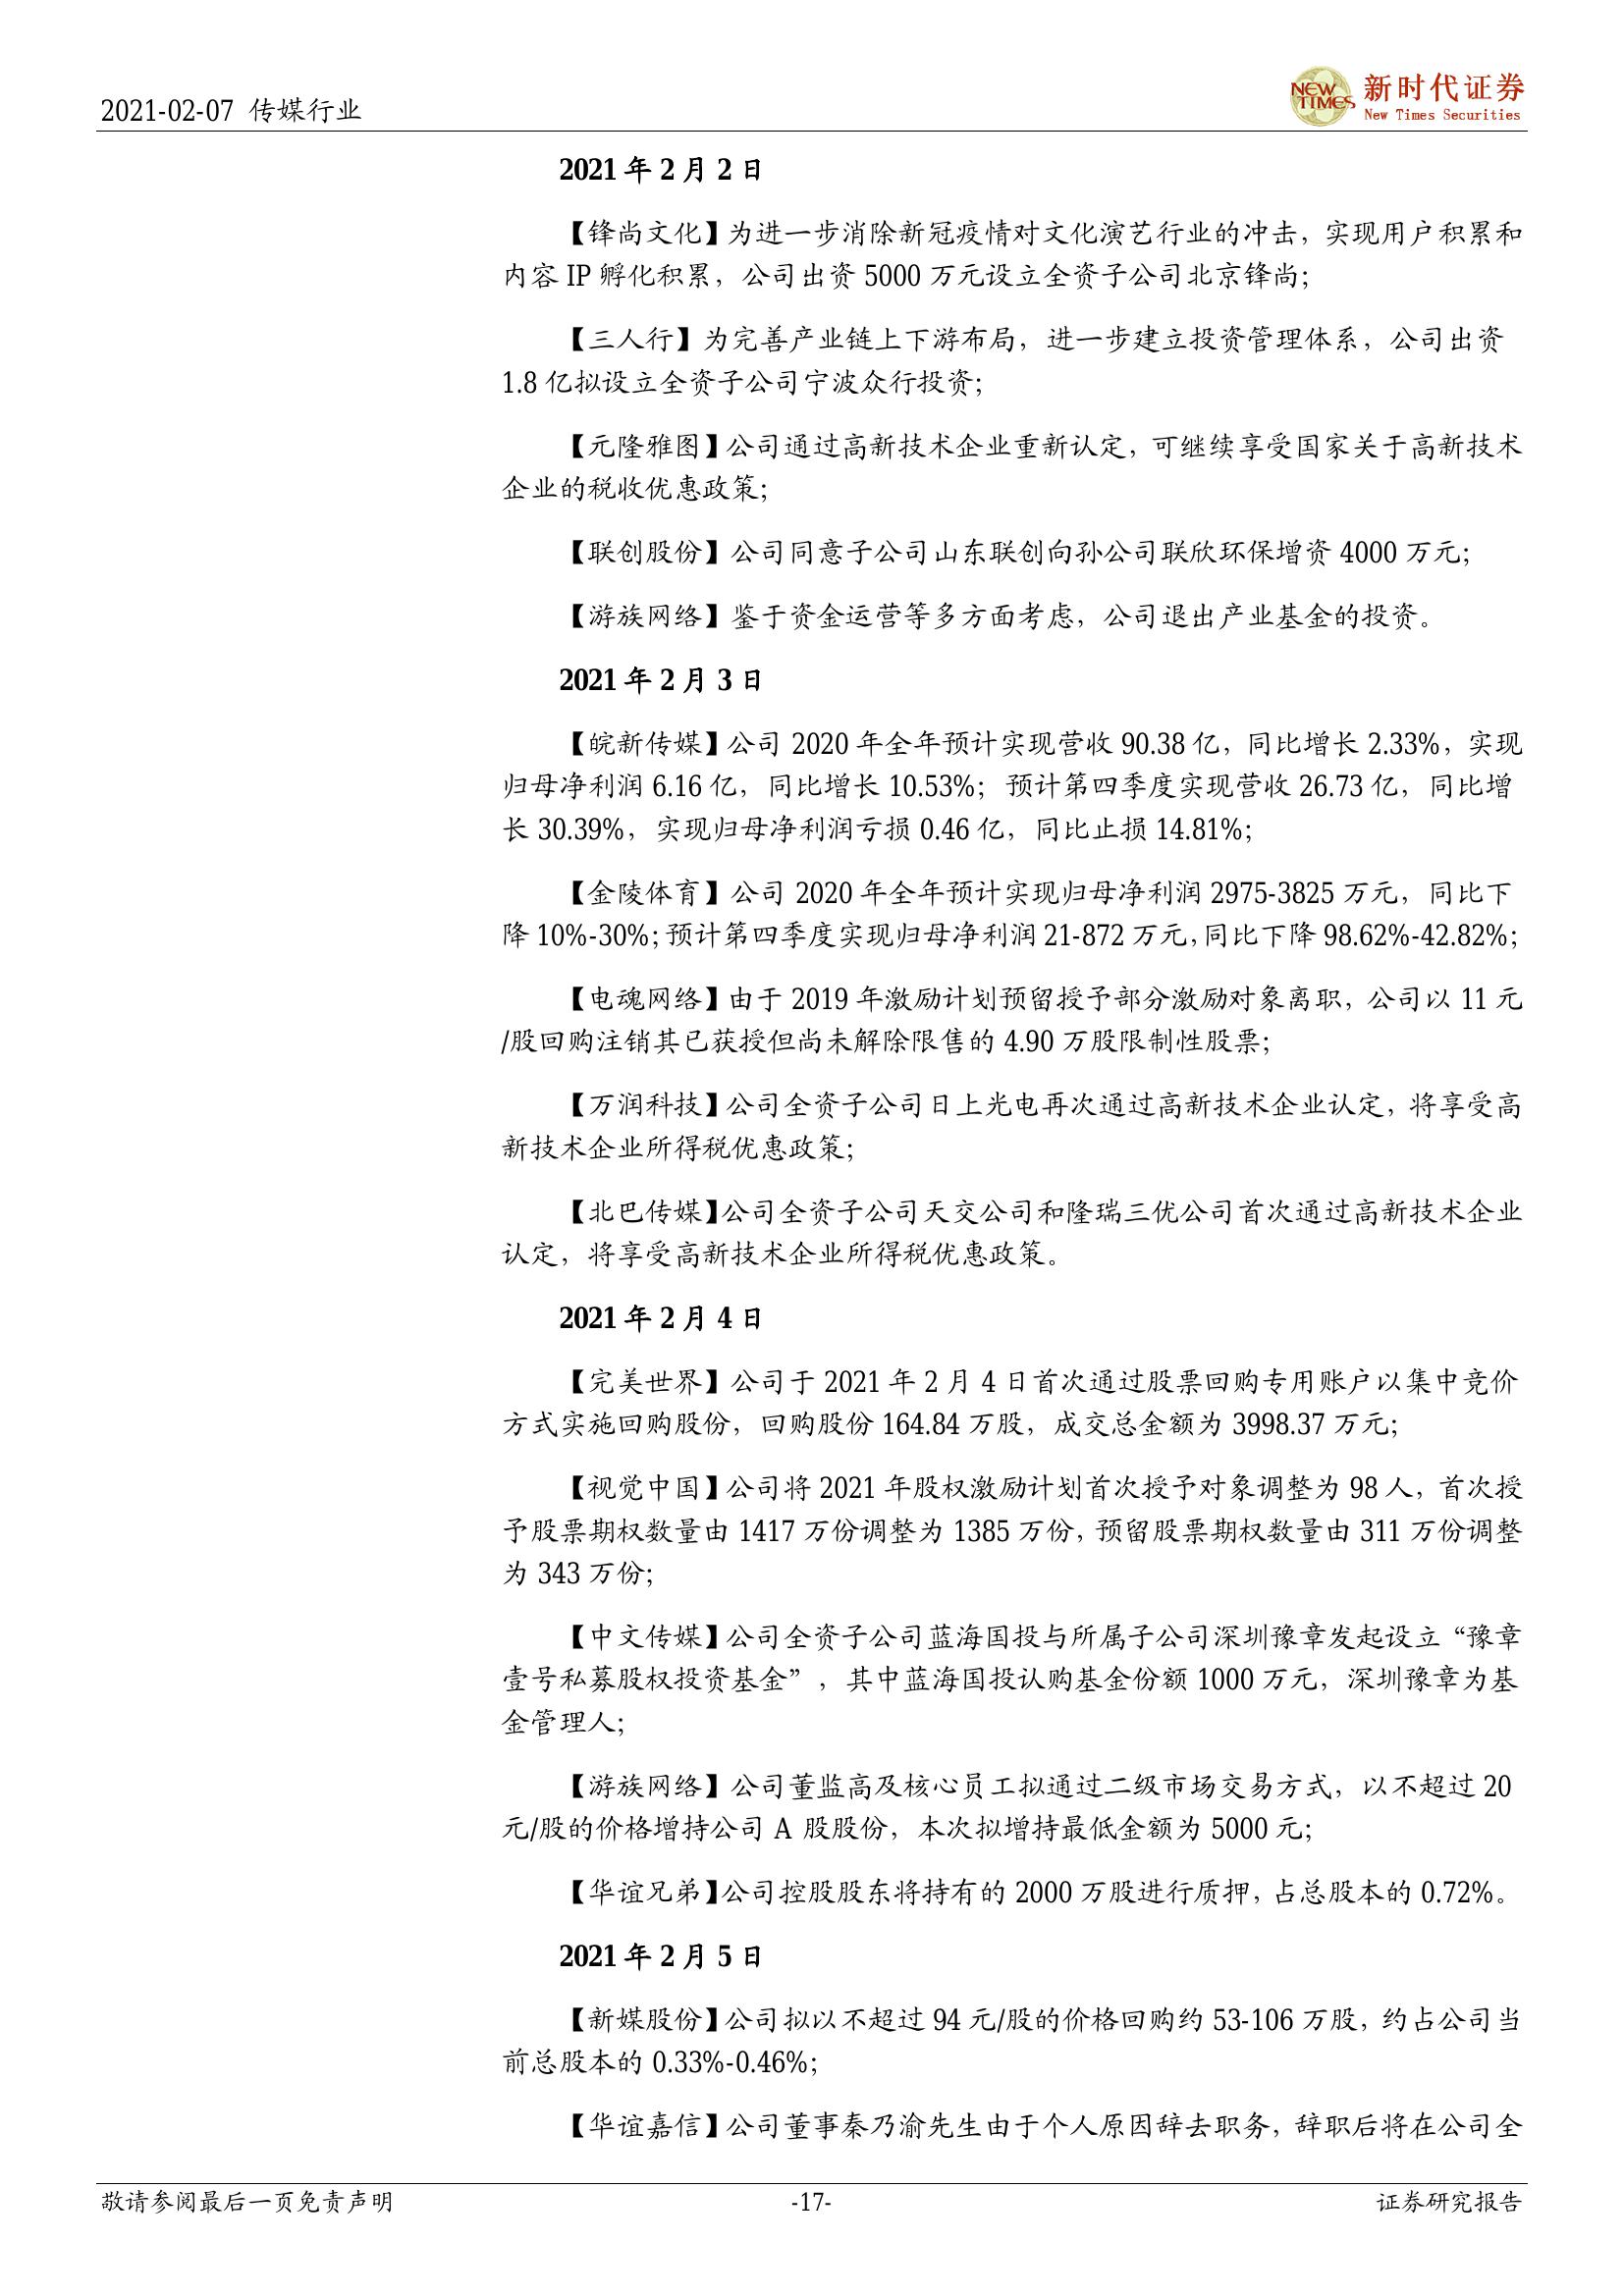 2021-02-07 传媒行业
NEW TIMES 新时代证券
New Times Securities
2021 年 2 月 2 日
【锋尚文化】为进一步消除新冠疫情对文化演艺行业的冲击，实现用户积累和
内容 IP 孵化积累，公司出资 5000 万元设立全资子公司北京锋尚；
【三人行】为完善产业链上下游布局，进一步建立投资管理体系，公司出资
1.8 亿拟设立全资子公司宁波众行投资；
【元隆雅图】公司通过高新技术企业重新认定，可继续享受国家关于高新技术
企业的税收优惠政策；
【联创股份】公司同意子公司山东联创向孙公司联欣环保增资 4000 万元；
【游族网络】鉴于资金运营等多方面考虑，公司退出产业基金的投资。
2021 年 2 月 3 日
【皖新传媒】公司 2020 年全年预计实现营收 90.38 亿，同比增长 2.33%，实现
归母净利润 6.16 亿，同比增长 10.53%；预计第四季度实现营收 26.73 亿，同比增
长 30.39%，实现归母净利润亏损 0.46 亿，同比止损 14.81%；
【金陵体育】公司 2020 年全年预计实现归母净利润 2975-3825 万元，同比下
降 10%-30%；预计第四季度实现归母净利润 21-872 万元，同比下降 98.62%-42.82%；
【电魂网络】由于 2019 年激励计划预留授予部分激励对象离职，公司以 11 元
/股回购注销其已获授但尚未解除限售的 4.90 万股限制性股票；
【万润科技】公司全资子公司日上光电再次通过高新技术企业认定，将享受高
新技术企业所得税优惠政策；
【北巴传媒】公司全资子公司天交公司和隆瑞三优公司首次通过高新技术企业
认定，将享受高新技术企业所得税优惠政策。
2021 年 2 月 4 日
【完美世界】公司于 2021 年 2 月 4 日首次通过股票回购专用账户以集中竞价
方式实施回购股份，回购股份 164.84 万股，成交总金额为 3998.37 万元；
【视觉中国】公司将 2021 年股权激励计划首次授予对象调整为 98 人，首次授
予股票期权数量由 1417 万份调整为 1385 万份，预留股票期权数量由 311 万份调整
为 343 万份；
【中文传媒】公司全资子公司蓝海国投与所属子公司深圳豫章发起设立“豫章
壹号私募股权投资基金”，其中蓝海国投认购基金份额 1000 万元，深圳豫章为基
金管理人；
【游族网络】公司董监高及核心员工拟通过二级市场交易方式，以不超过 20
元/股的价格增持公司 A 股股份，本次拟增持最低金额为 5000 元；
【华谊兄弟】公司控股股东将持有的 2000 万股进行质押，占总股本的 0.72%。
2021 年 2 月 5 日
【新媒股份】公司拟以不超过 94 元/股的价格回购约 53-106 万股，约占公司当
前总股本的 0.33%-0.46%；
【华谊嘉信】公司董事秦乃渝先生由于个人原因辞去职务，辞职后将在公司全
敬请参阅最后一页免责声明 -17- 证券研究报告